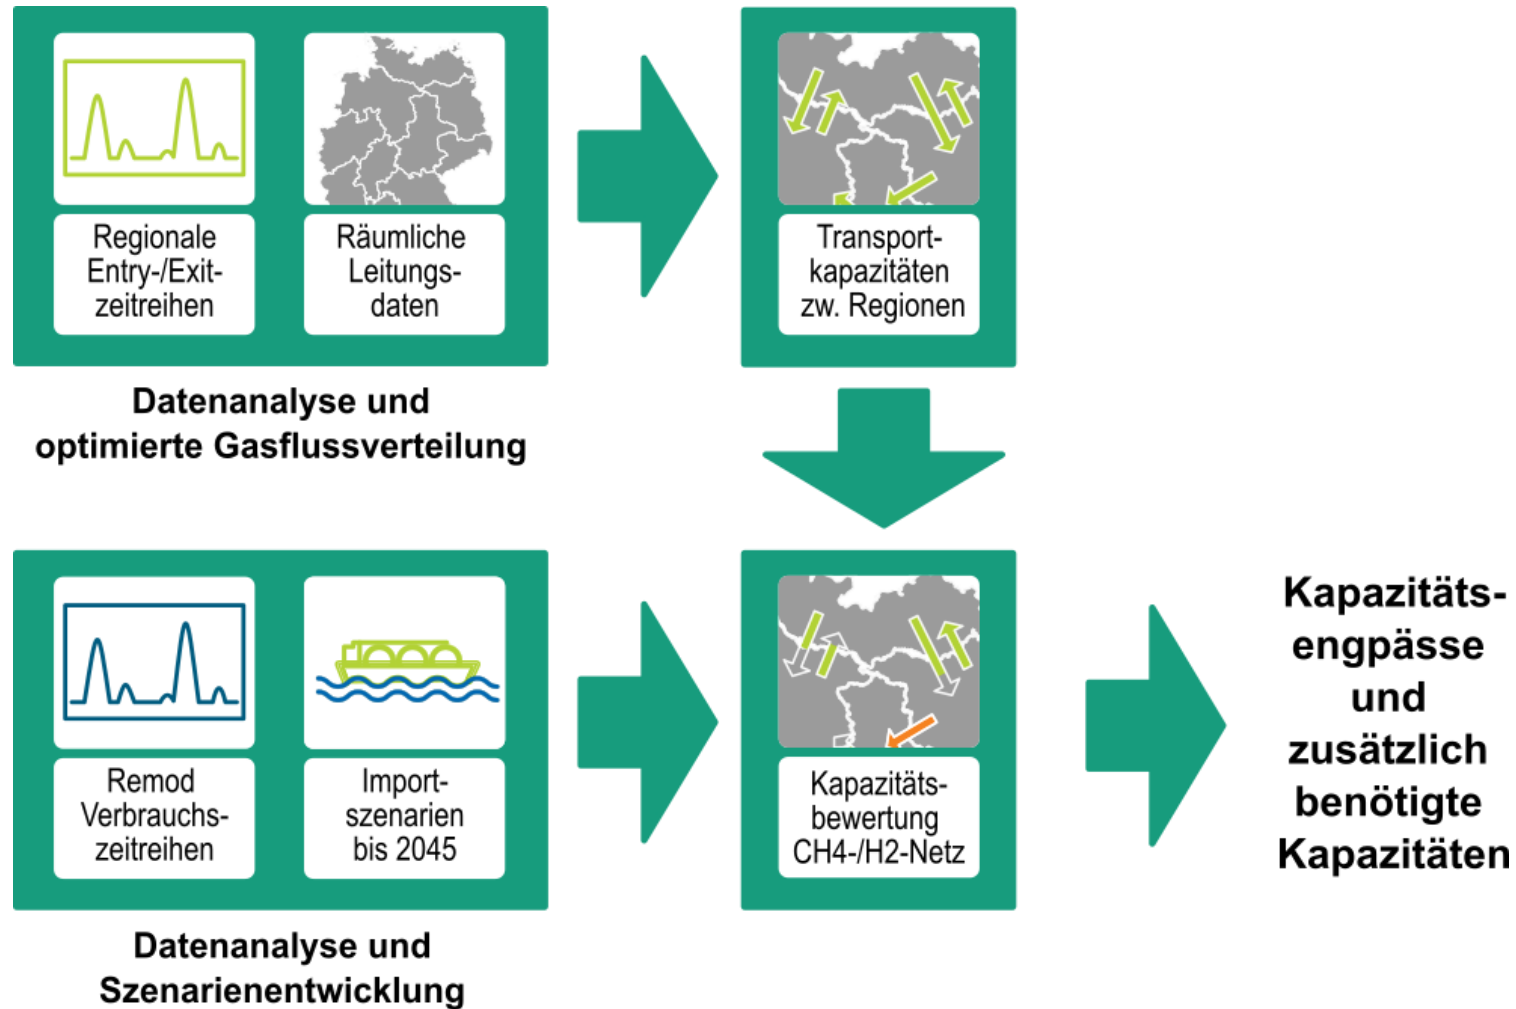 Regionale
Entry-/Exit-
zeitreihen
Räumliche
Leitungs-
daten
Transport-
kapazitäten
zw. Regionen
Datenanalyse und
optimierte Gasflussverteilung
Remod
Verbrauchs-
zeitreihen
Import-
szenarien
bis 2045
Kapazitäts-
bewertung
CH4-/H2-Netz
Kapazitäts-
engpässe
und
zusätzlich
benötigte
Kapazitäten
Datenanalyse und
Szenarienentwicklung